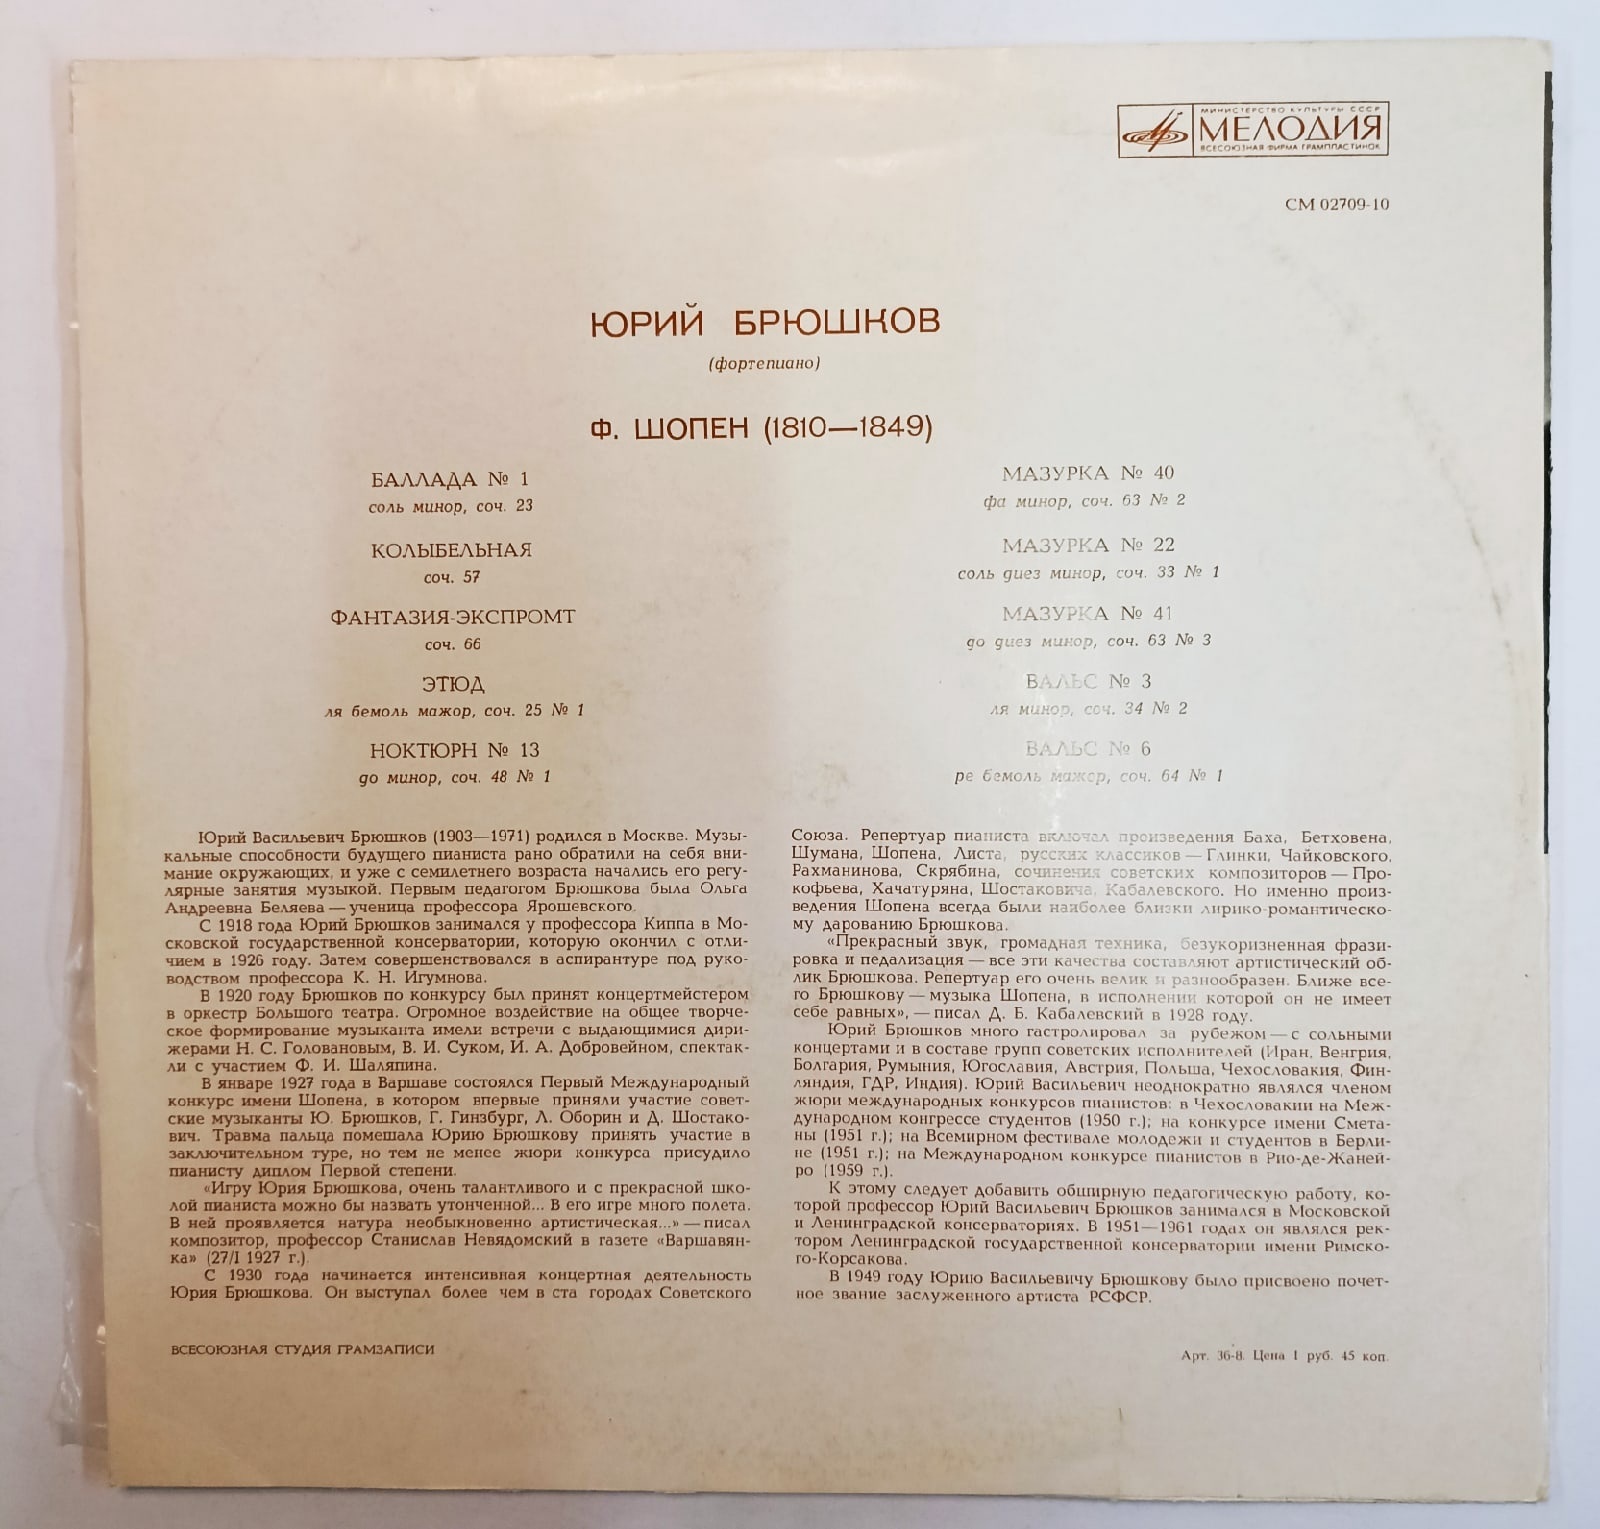 МИНИСТЕРСТВО КУЛЬТУРЫ СССР
МЕЛОДИЯ
ВСЕСОЮЗНАЯ ФИРМА ГРАМПЛАСТИНОК
СМ 02709-10
ЮРИЙ БРЮШКОВ
(фортепиано)
Ф. ШОПЕН (1810—1849)
БАЛЛАДА № 1
соль минор, соч. 23
КОЛЫБЕЛЬНАЯ
соч. 57
ФАНТАЗИЯ-ЭКСПРОМТ
соч. 66
ЭТЮД
ля бемоль мажор, соч. 25 № 1
НОКТЮРН № 13
до минор, соч. 48 № 1
МАЗУРКА № 40
фа минор, соч. 63 № 2
МАЗУРКА № 22
соль диез минор, соч. 33 № 1
МАЗУРКА № 41
до диез минор, соч. 63 № 3
ВАЛЬС № 3
ля минор, соч. 34 № 2
ВАЛЬС № 6
ре бемоль мажор, соч. 64 № 1
Юрий Васильевич Брюшков (1903—1971) родился в Москве. Музы-
кальные способности будущего пианиста рано обратили на себя вни-
мание окружающих, и уже с семилетнего возраста начались его регу-
лярные занятия музыкой. Первым педагогом Брюшкова была Ольга
Андреевна Беляева — ученица профессора Ярошевского.
С 1918 года Юрий Брюшков занимался у профессора Киппа в Мо-
сковской государственной консерватории, которую окончил с отли-
чием в 1926 году. Затем совершенствовался в аспирантуре под руко-
водством профессора К. Н. Игумнова.
В 1920 году Брюшков по конкурсу был принят концертмейстером
в оркестр Большого театра. Огромное воздействие на общее творче-
ское формирование музыканта имели встречи с выдающимися дири-
жерами Н. С. Головановым, В. И. Суком, И. А. Добровейном, спектак-
ли с участием Ф. И. Шаляпина.
В январе 1927 года в Варшаве состоялся Первый Международный
конкурс имени Шопена, в котором впервые приняли участие совет-
ские музыканты Ю. Брюшков, Г. Гинзбург, Л. Оборин и Д. Шостако-
вич. Травма пальца помешала Юрию Брюшкову принять участие в
заключительном туре, но тем не менее жюри конкурса присудило
пианисту диплом Первой степени.
«Игру Юрия Брюшкова, очень талантливого и с прекрасной шко-
лой пианиста можно бы назвать утонченной... В его игре много полета.
В ней проявляется натура необыкновенно артистическая...» — писал
композитор, профессор Станислав Невядомский в газете «Варшавян-
ка» (27/I 1927 г.).
С 1930 года начинается интенсивная концертная деятельность
Юрия Брюшкова. Он выступал более чем в ста городах Советского
Союза. Репертуар пианиста включал произведения Баха, Бетховена,
Шумана, Шопена, Листа, русских классиков — Глинки, Чайковского,
Рахманинова, Скрябина, сочинения советских композиторов — Про-
кофьева, Хачатуряна, Шостаковича, Кабалевского. Но именно произ-
ведения Шопена всегда были наиболее близки лирико-романтическо-
му дарованию Брюшкова.
«Прекрасный звук, громадная техника, безукоризненная фрази-
ровка и педализация — все эти качества составляют артистический об-
лик Брюшкова. Репертуар его очень велик и разнообразен. Ближе все-
го Брюшкову — музыка Шопена, в исполнении которой он не имеет
себе равных», — писал Д. Б. Кабалевский в 1928 году.
Юрий Брюшков много гастролировал за рубежом — с сольными
концертами и в составе групп советских исполнителей (Иран, Венгрия,
Болгария, Румыния, Югославия, Австрия, Польша, Чехословакия, Фин-
ляндия, ГДР, Индия). Юрий Васильевич неоднократно являлся членом
жюри международных конкурсов пианистов: в Чехословакии на Меж-
дународном конгрессе студентов (1950 г.); на конкурсе имени Смета-
ны (1951 г.); на Всемирном фестивале молодежи и студентов в Берли-
не (1951 г.); на Международном конкурсе пианистов в Рио-де-Жаней-
ро (1959 г.).
К этому следует добавить обширную педагогическую работу, ко-
торой профессор Юрий Васильевич Брюшков занимался в Московской
и Ленинградской консерваториях. В 1951—1961 годах он являлся рек-
тором Ленинградской государственной консерватории имени Римско-
го-Корсакова.
В 1949 году Юрию Васильевичу Брюшкову было присвоено почет-
ное звание заслуженного артиста РСФСР.
ВСЕСОЮЗНАЯ СТУДИЯ ГРАМЗАПИСИ
Арт. 36-8. Цена 1 руб. 45 коп.